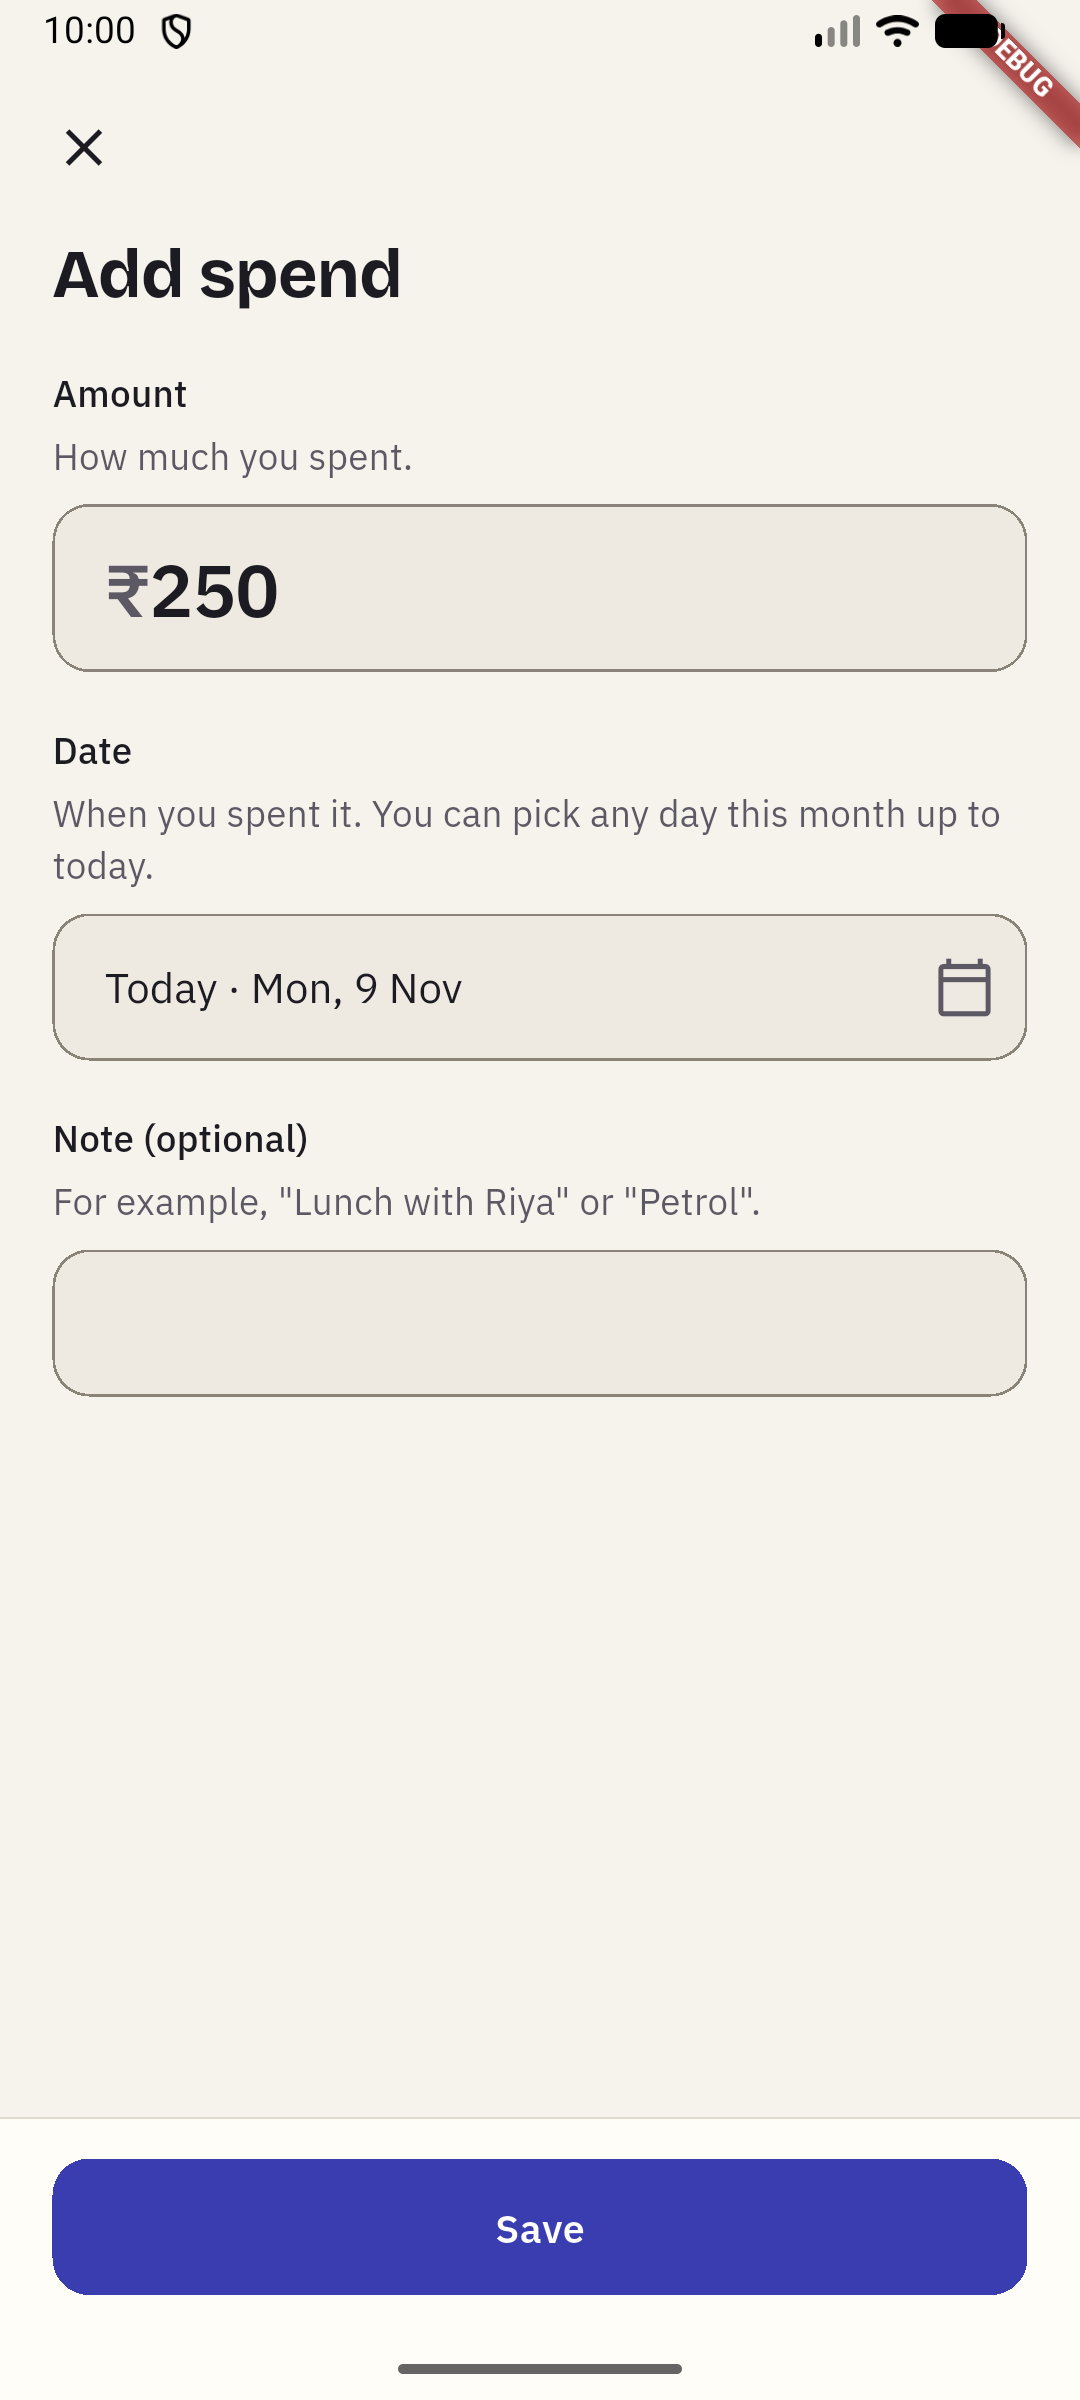 10:00
EBUG
Add spend
Amount
How much you spent.
₹250
Date
When you spent it. You can pick any day this month up to
today.
Today · Mon, 9 Nov
Note (optional)
For example, "Lunch with Riya" or "Petrol".
Save